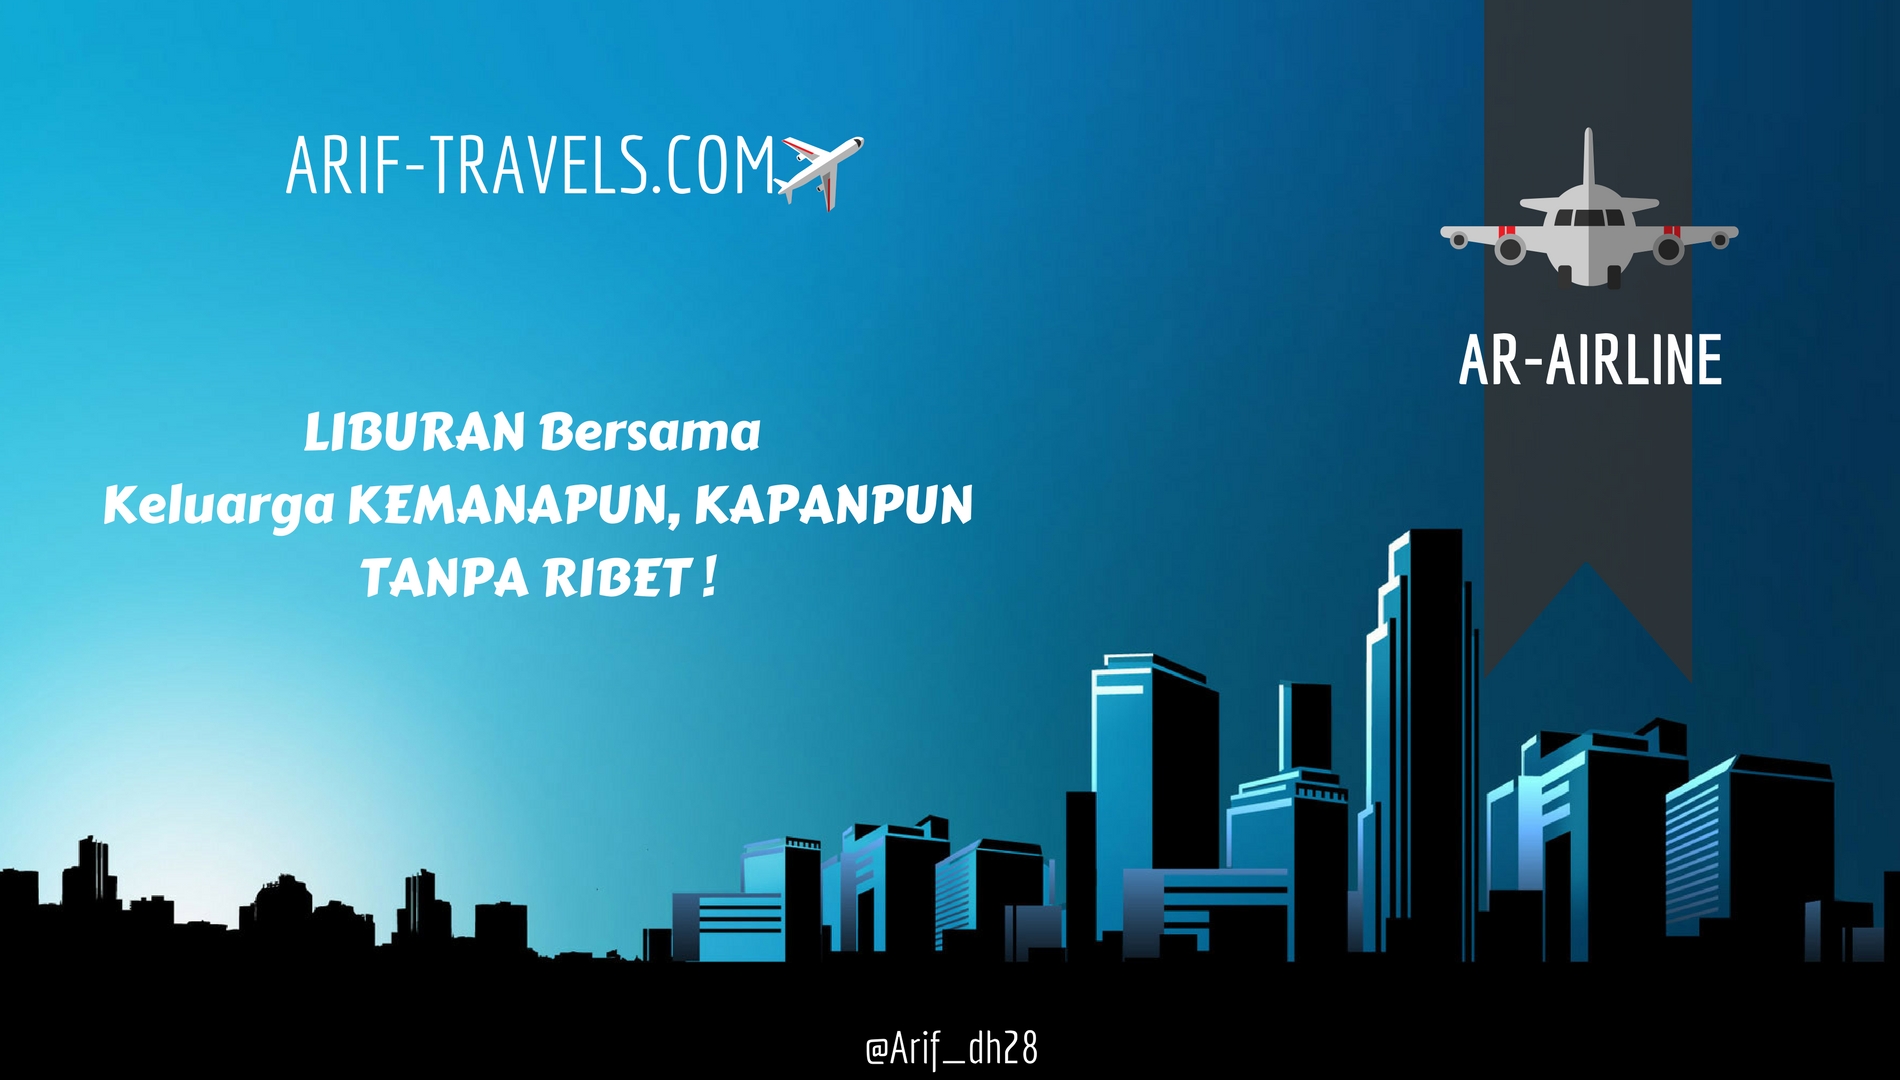 ARIF-TRAVELS.COM
AR-AIRLINE
LIBURAN Bersama
Keluarga KEMANAPUN, KAPANPUN
TANPA RIBET !
@Arif_dh28